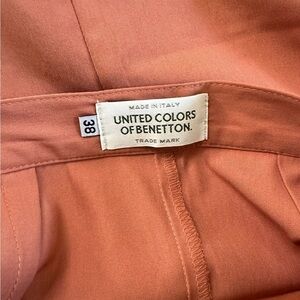 MADE IN ITALY
UNITED COLORS
OF BENETTON.
TRADE MARK
38